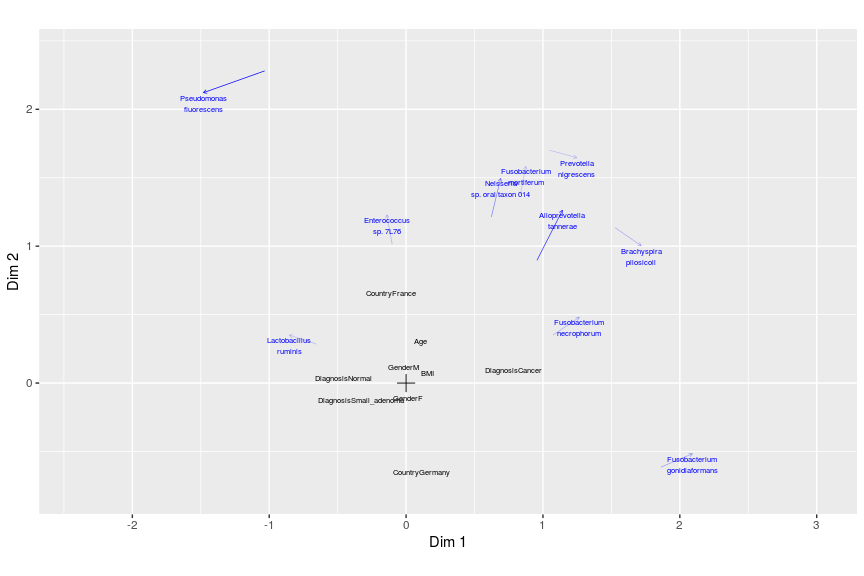 Pseudomonas
fluorescens
Prevotella
nigrescens
Fusobacterium
mortiferum
Neisseria
sp. oral taxon 014
Alloprevotella
tannerae
Enterococcus
sp. 7L76
Brachyspira
pilosicoli
CountryFrance
Fusobacterium
necrophorum
Lactobacillus
ruminis
Age
GenderM
BMI
DiagnosisCancer
DiagnosisNormal
DiagnosisSmall_adenoma
GenderF
CountryGermany
Fusobacterium
gonidiaformans
2
1
0
Dim 2
-2 -1 0 1 2 3
Dim 1